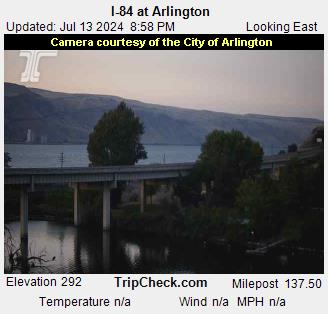 I-84 at Arlington
Updated: Jul 13 2024 8:58 PM Looking East
Camera courtesy of the City of Arlington
Elevation 292 TripCheck.com Milepost 137.50
Temperature n/a Wind n/a MPH n/a